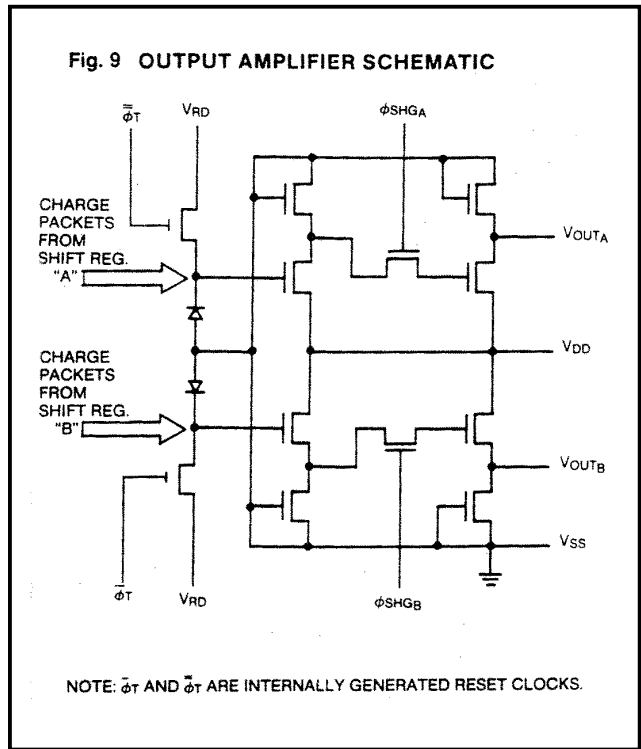 Fig. 9 OUTPUT AMPLIFIER SCHEMATIC
φ̿T
VRD
φSHGA
CHARGE
PACKETS
FROM
SHIFT REG.
"A"
VOUTA
VDD
CHARGE
PACKETS
FROM
SHIFT REG.
"B"
VOUTB
VSS
φ̄T
VRD
φSHGB
NOTE: φ̄T AND φ̿T ARE INTERNALLY GENERATED RESET CLOCKS.